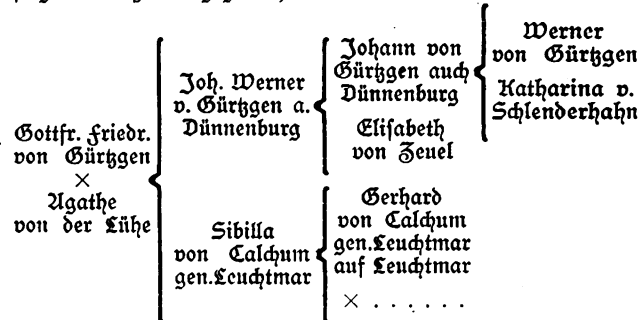 Gottfr. Friedr.
von Gürtzgen
×
Agathe
von der Lühe
Joh. Werner
v. Gürtzgen a.
Dünnenburg
Sibilla
von Calchum
gen.Leuchtmar
Johann von
Gürtzgen auch
Dünnenburg
Elisabeth
von Zeuel
Gerhard
von Calchum
gen.Leuchtmar
auf Leuchtmar
× . . . . . .
Werner
von Gürtzgen
Katharina v.
Schlenderhahn